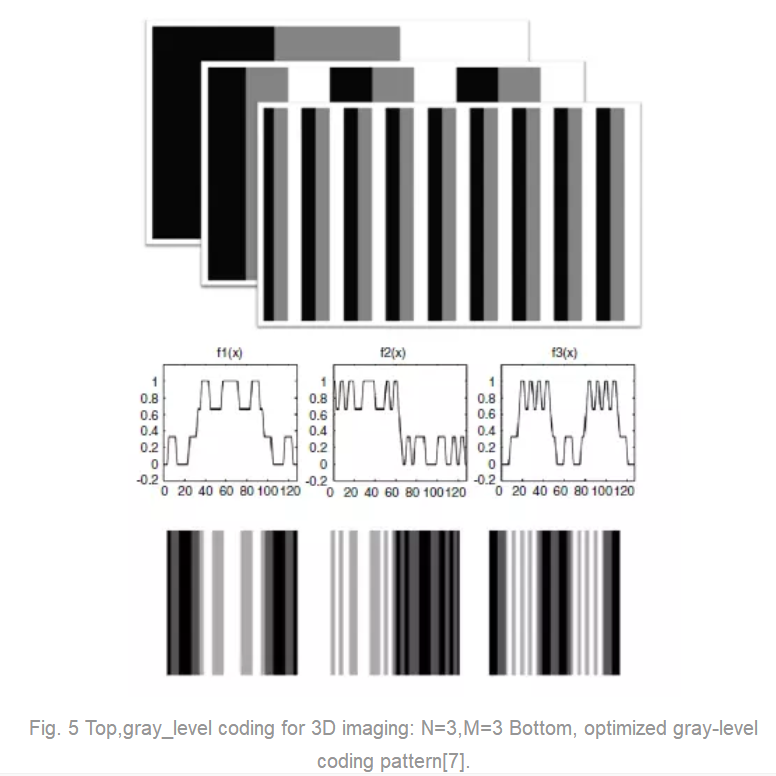 f1(x) f2(x) f3(x)
1 1 1
0.8 0.8 0.8
0.6 0.6 0.6
0.4 0.4 0.4
0.2 0.2 0.2
0 0 0
-0.2 -0.2 -0.2
0 20 40 60 80 100 120 0 20 40 60 80 100 120 0 20 40 60 80 100 120
Fig. 5 Top,gray_level coding for 3D imaging: N=3,M=3 Bottom, optimized gray-level
coding pattern[7].